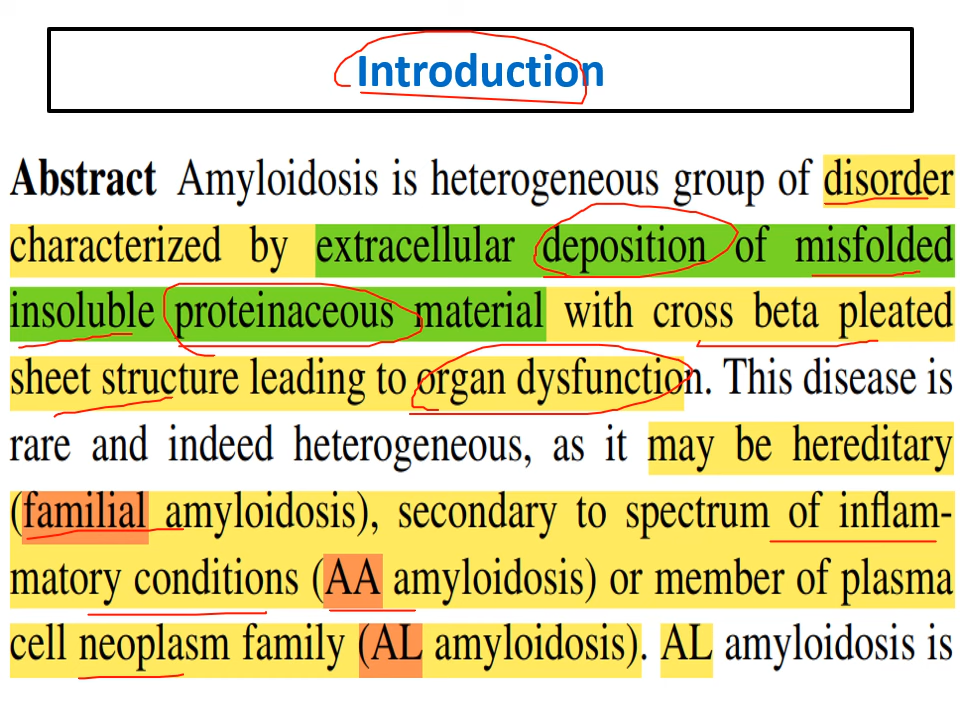 Introduction
Abstract Amyloidosis is heterogeneous group of disorder
characterized by extracellular deposition of misfolded
insoluble proteinaceous material with cross beta pleated
sheet structure leading to organ dysfunction. This disease is
rare and indeed heterogeneous, as it may be hereditary
(familial amyloidosis), secondary to spectrum of inflam-
matory conditions (AA amyloidosis) or member of plasma
cell neoplasm family (AL amyloidosis). AL amyloidosis is